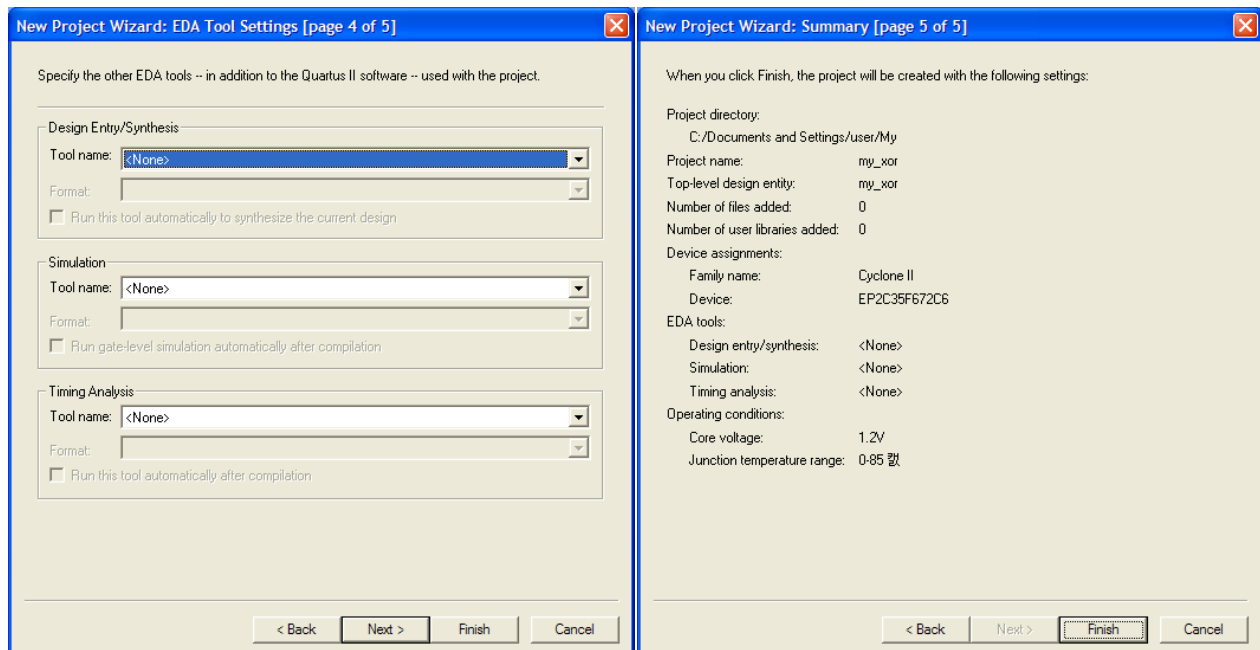 New Project Wizard: EDA Tool Settings [page 4 of 5]
Specify the other EDA tools -- in addition to the Quartus II software -- used with the project.
Design Entry/Synthesis
Tool name: <None>
Format:
Run this tool automatically to synthesize the current design
Simulation
Tool name: <None>
Format:
Run gate-level simulation automatically after compilation
Timing Analysis
Tool name: <None>
Format:
Run this tool automatically after compilation
< Back Next > Finish Cancel
New Project Wizard: Summary [page 5 of 5]
When you click Finish, the project will be created with the following settings:
Project directory:
C:/Documents and Settings/user/My
Project name: my_xor
Top-level design entity: my_xor
Number of files added: 0
Number of user libraries added: 0
Device assignments:
Family name: Cyclone II
Device: EP2C35F672C6
EDA tools:
Design entry/synthesis: <None>
Simulation: <None>
Timing analysis: <None>
Operating conditions:
Core voltage: 1.2V
Junction temperature range: 0-85
< Back Next > Finish Cancel